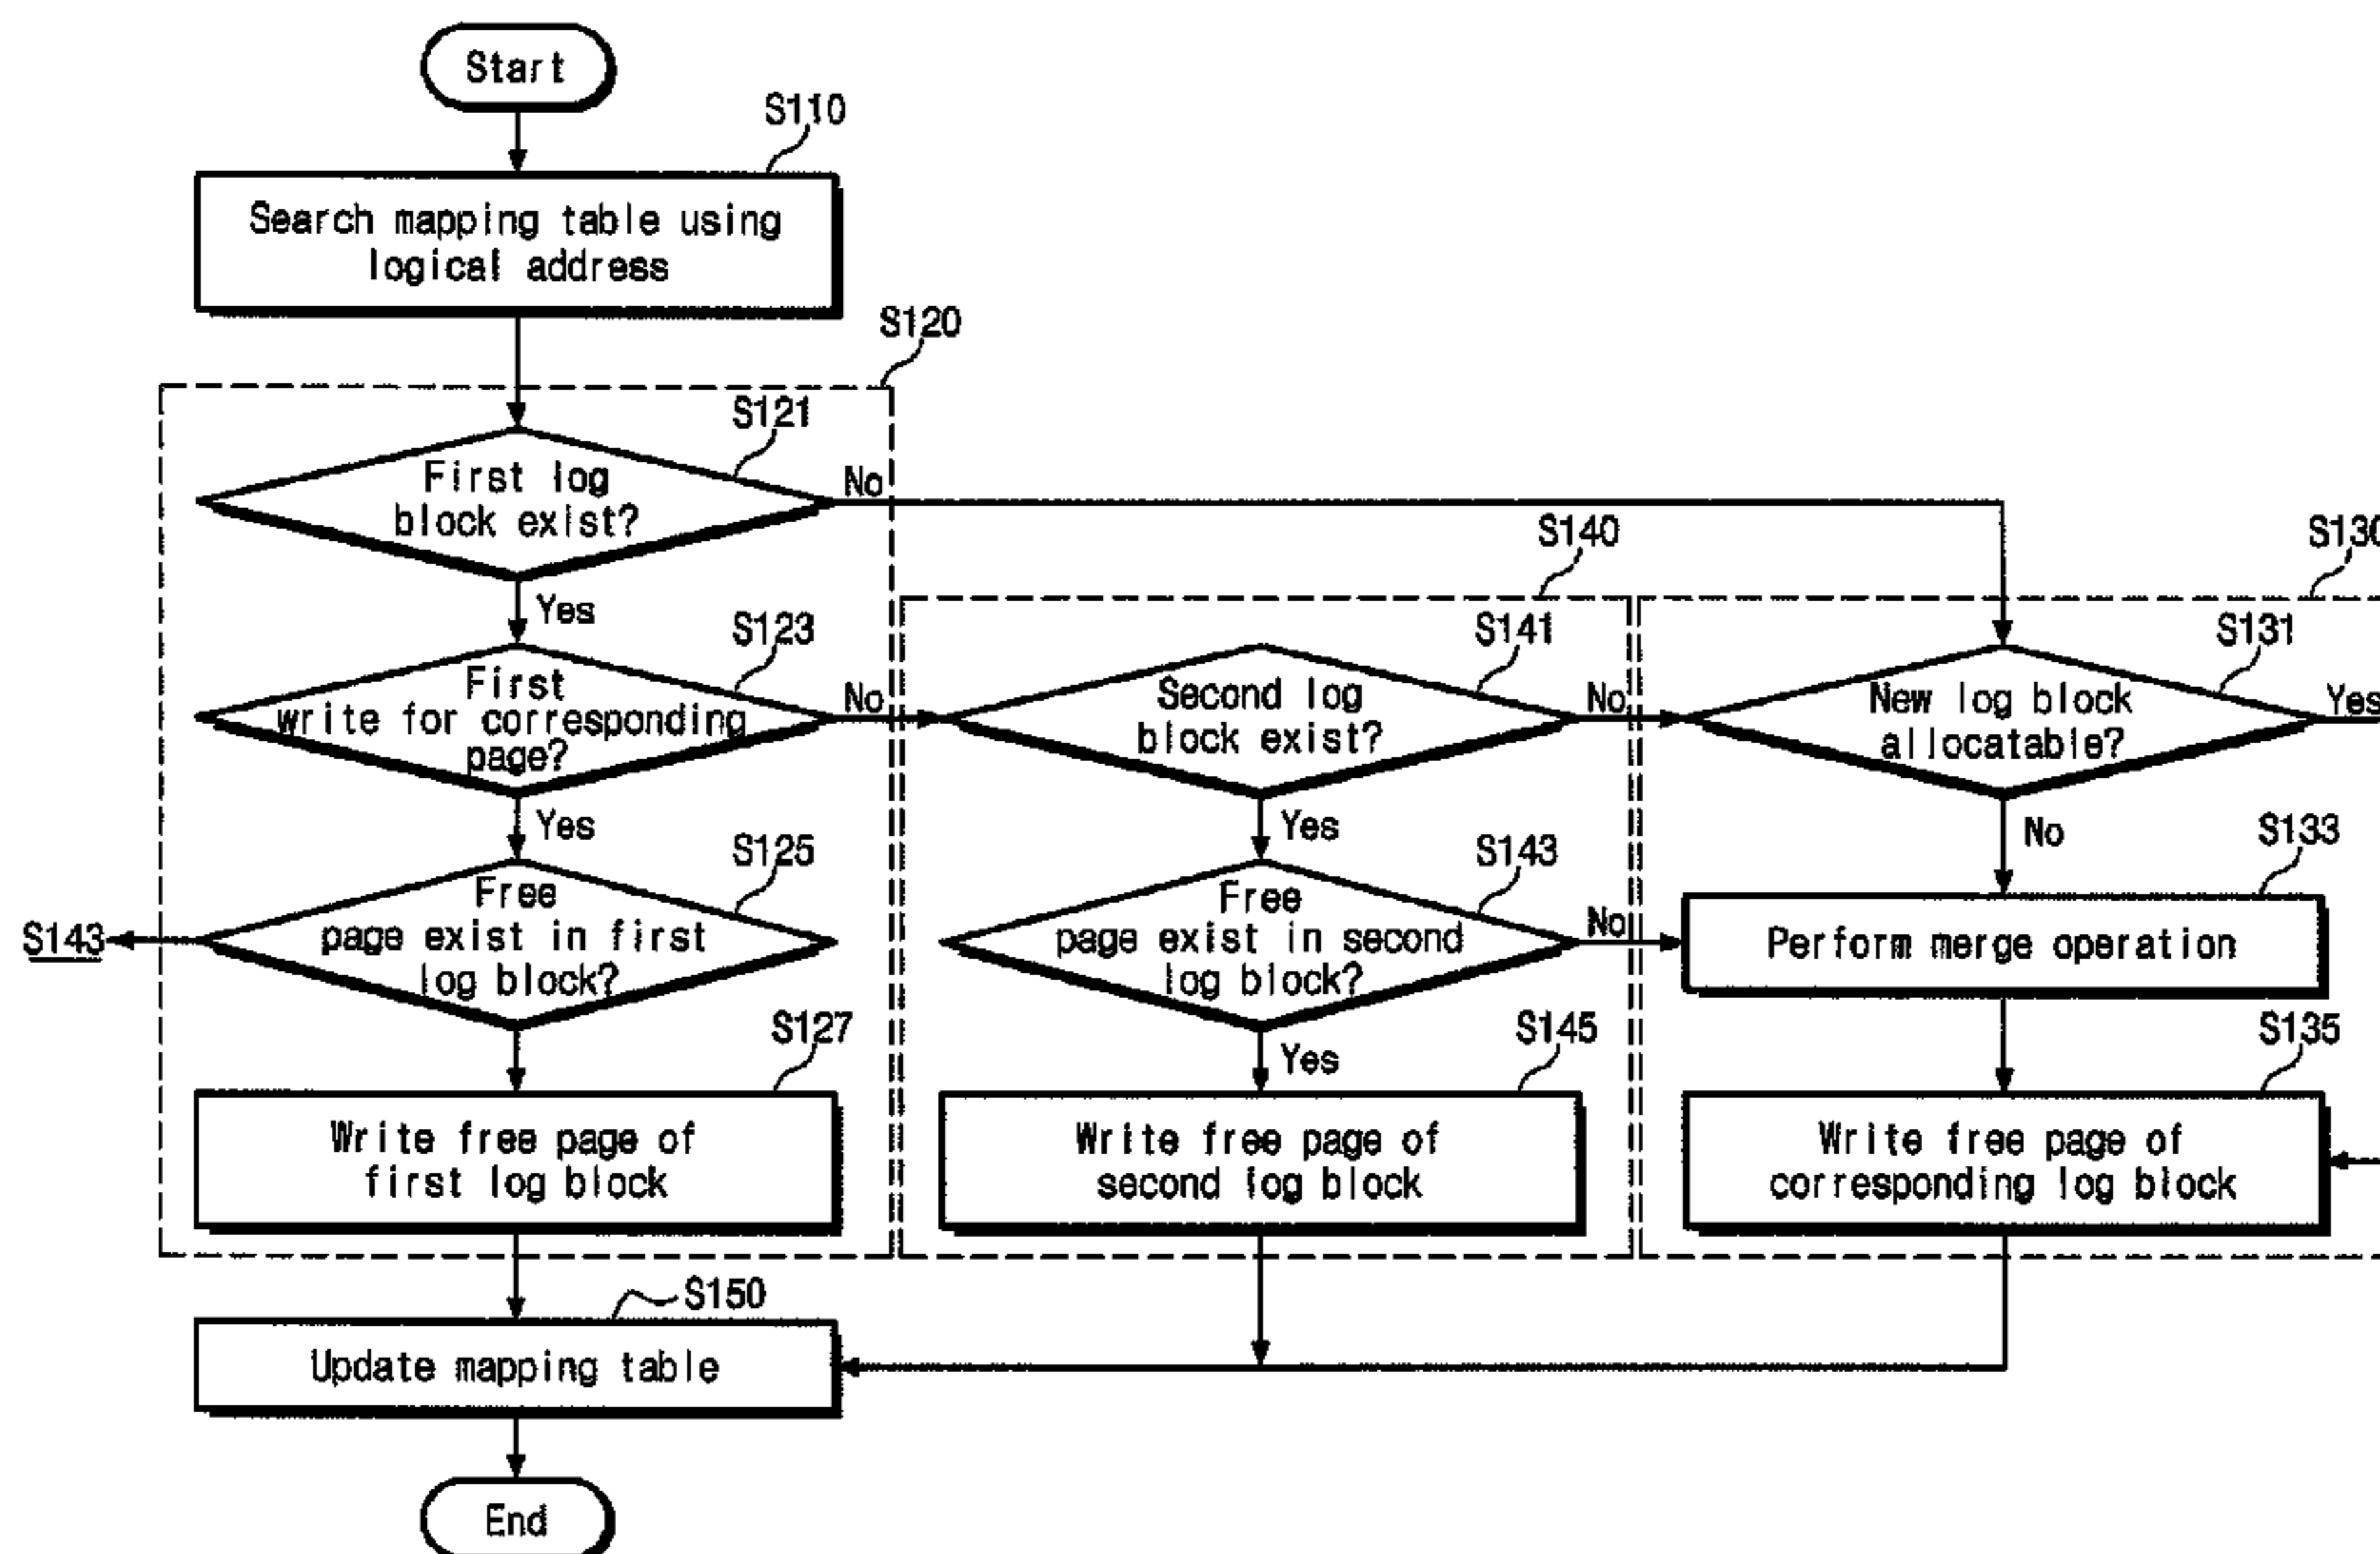 Start
S110
Search mapping table using
logical address
S120
S121
First log
block exist?
No
Yes
S123
First
write for corresponding
page?
No
Yes
S125
Free
page exist in first
log block?
S143
S127
Write free page of
first log block
S140
S141
Second log
block exist?
No
Yes
S143
Free
page exist in second
log block?
No
Yes
S145
Write free page of
second log block
S130
S131
New log block
allocatable?
Yes
No
S133
Perform merge operation
S135
Write free page of
corresponding log block
S150
Update mapping table
End